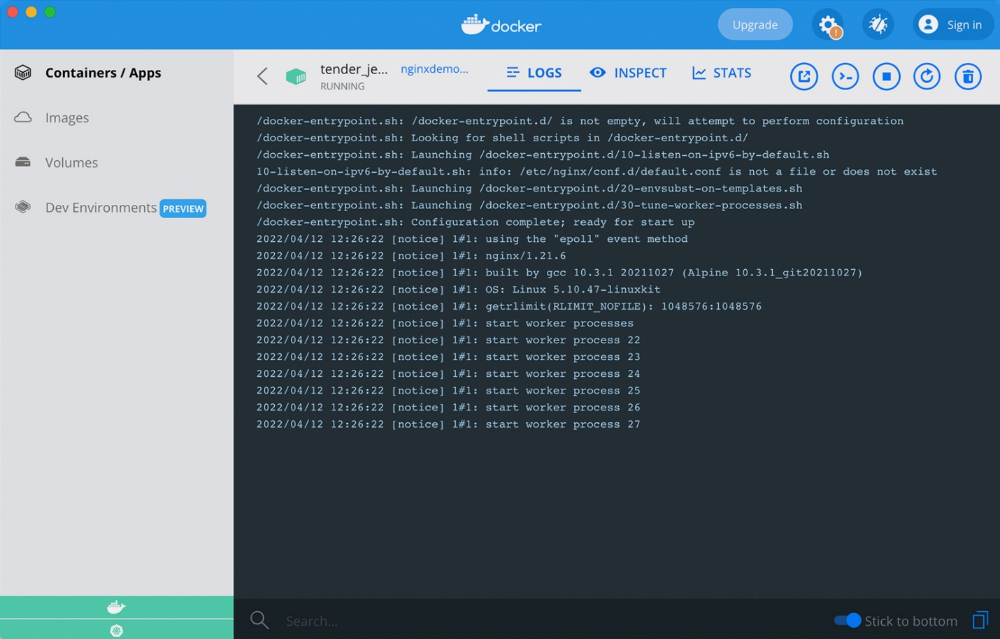 docker
Upgrade
Sign in
Containers / Apps
Images
Volumes
Dev Environments PREVIEW
tender_je... nginxdemo...
RUNNING
LOGS
INSPECT
STATS
/docker-entrypoint.sh: /docker-entrypoint.d/ is not empty, will attempt to perform configuration
/docker-entrypoint.sh: Looking for shell scripts in /docker-entrypoint.d/
/docker-entrypoint.sh: Launching /docker-entrypoint.d/10-listen-on-ipv6-by-default.sh
10-listen-on-ipv6-by-default.sh: info: /etc/nginx/conf.d/default.conf is not a file or does not exist
/docker-entrypoint.sh: Launching /docker-entrypoint.d/20-envsubst-on-templates.sh
/docker-entrypoint.sh: Launching /docker-entrypoint.d/30-tune-worker-processes.sh
/docker-entrypoint.sh: Configuration complete; ready for start up
2022/04/12 12:26:22 [notice] 1#1: using the "epoll" event method
2022/04/12 12:26:22 [notice] 1#1: nginx/1.21.6
2022/04/12 12:26:22 [notice] 1#1: built by gcc 10.3.1 20211027 (Alpine 10.3.1_git20211027)
2022/04/12 12:26:22 [notice] 1#1: OS: Linux 5.10.47-linuxkit
2022/04/12 12:26:22 [notice] 1#1: getrlimit(RLIMIT_NOFILE): 1048576:1048576
2022/04/12 12:26:22 [notice] 1#1: start worker processes
2022/04/12 12:26:22 [notice] 1#1: start worker process 22
2022/04/12 12:26:22 [notice] 1#1: start worker process 23
2022/04/12 12:26:22 [notice] 1#1: start worker process 24
2022/04/12 12:26:22 [notice] 1#1: start worker process 25
2022/04/12 12:26:22 [notice] 1#1: start worker process 26
2022/04/12 12:26:22 [notice] 1#1: start worker process 27
Search...
Stick to bottom